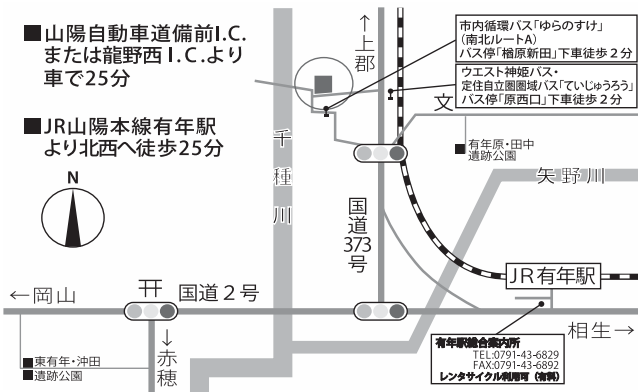 ■山陽自動車道備前I.C.
または龍野西I.C.より
車で25分
■JR山陽本線有年駅
より北西へ徒歩25分
N
↑上郡
市内循環バス「ゆらのすけ」
(南北ルートA)
バス停「楢原新田」下車徒歩2分
ウエスト神姫バス・
定住自立圏圏域バス「ていじゅうろう」
バス停「原西口」下車徒歩2分
文
■有年原・田中
遺跡公園
千種川
矢野川
国道373号
JR有年駅
←岡山
国道2号
相生→
↓赤穂
■東有年・沖田
■遺跡公園
有年駅総合案内所
TEL:0791-43-6829
FAX:0791-43-6892
レンタサイクル利用可(有料)